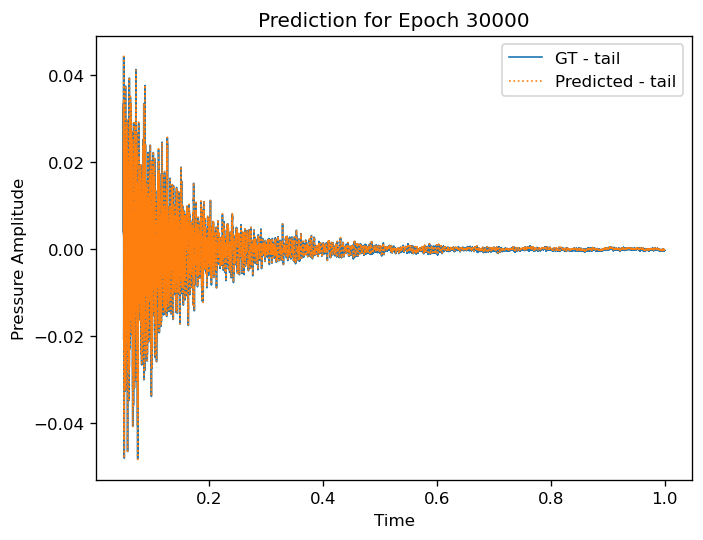 Prediction for Epoch 30000
GT - tail
Predicted - tail
Pressure Amplitude
0.04
0.02
0.00
−0.02
−0.04
0.2
0.4
0.6
0.8
1.0
Time